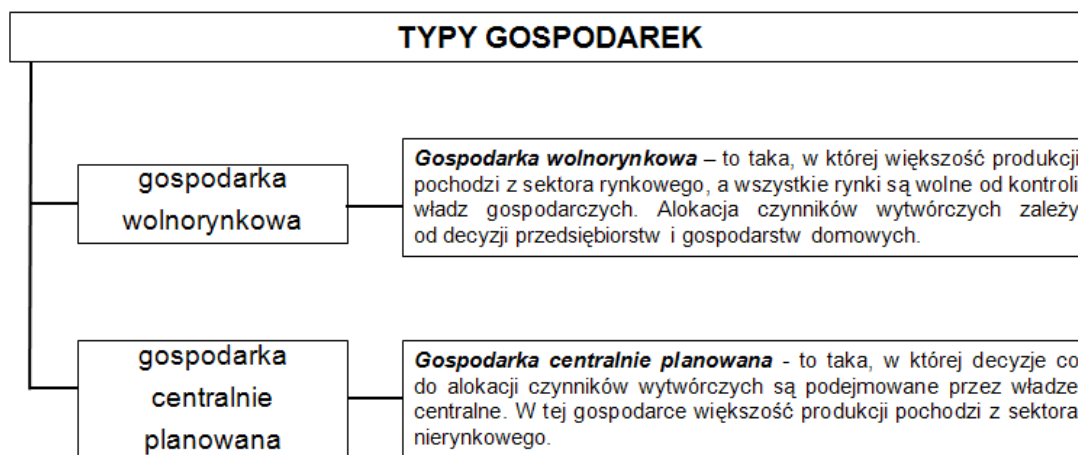 TYPY GOSPODAREK
gospodarka
wolnorynkowa
Gospodarka wolnorynkowa – to taka, w której większość produkcji
pochodzi z sektora rynkowego, a wszystkie rynki są wolne od kontroli
władz gospodarczych. Alokacja czynników wytwórczych zależy
od decyzji przedsiębiorstw i gospodarstw domowych.
gospodarka
centralnie
planowana
Gospodarka centralnie planowana - to taka, w której decyzje co
do alokacji czynników wytwórczych są podejmowane przez władze
centralne. W tej gospodarce większość produkcji pochodzi z sektora
nierynkowego.